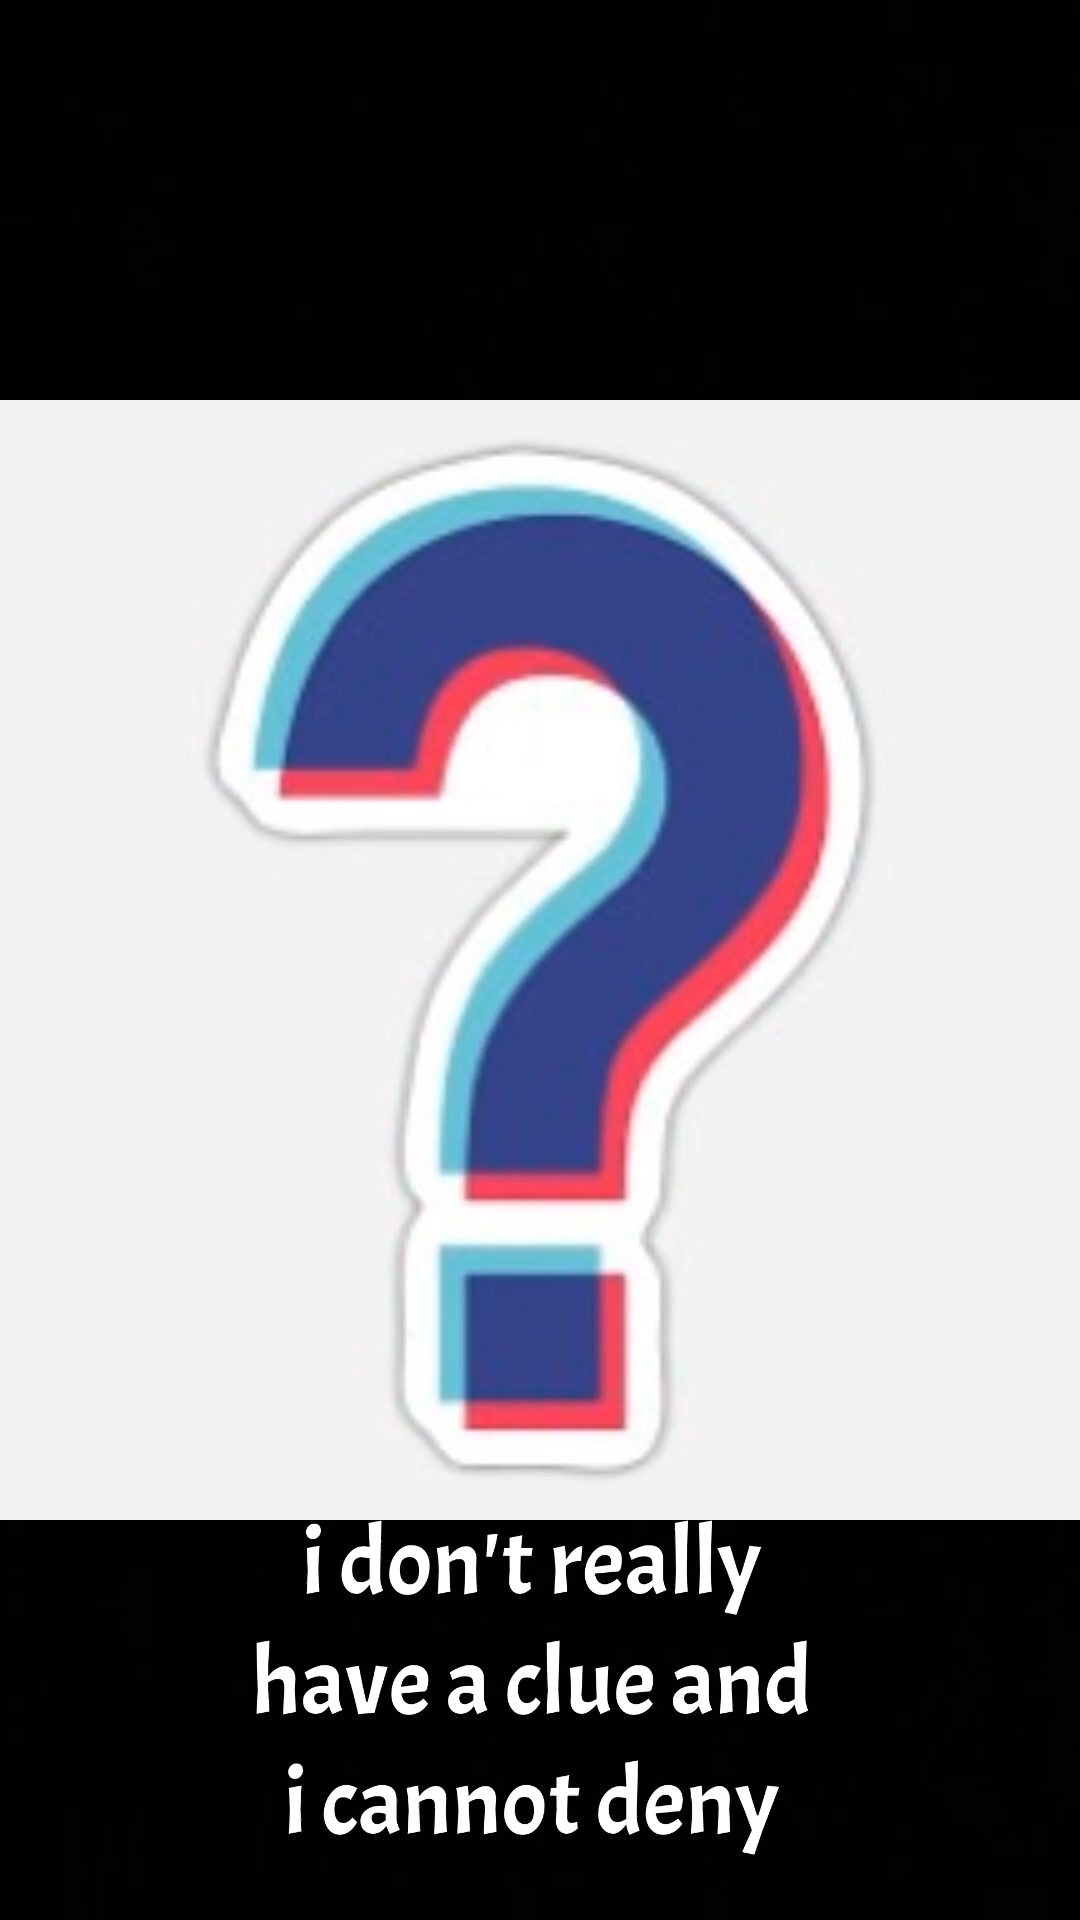 ?
i don't really
have a clue and
i cannot deny